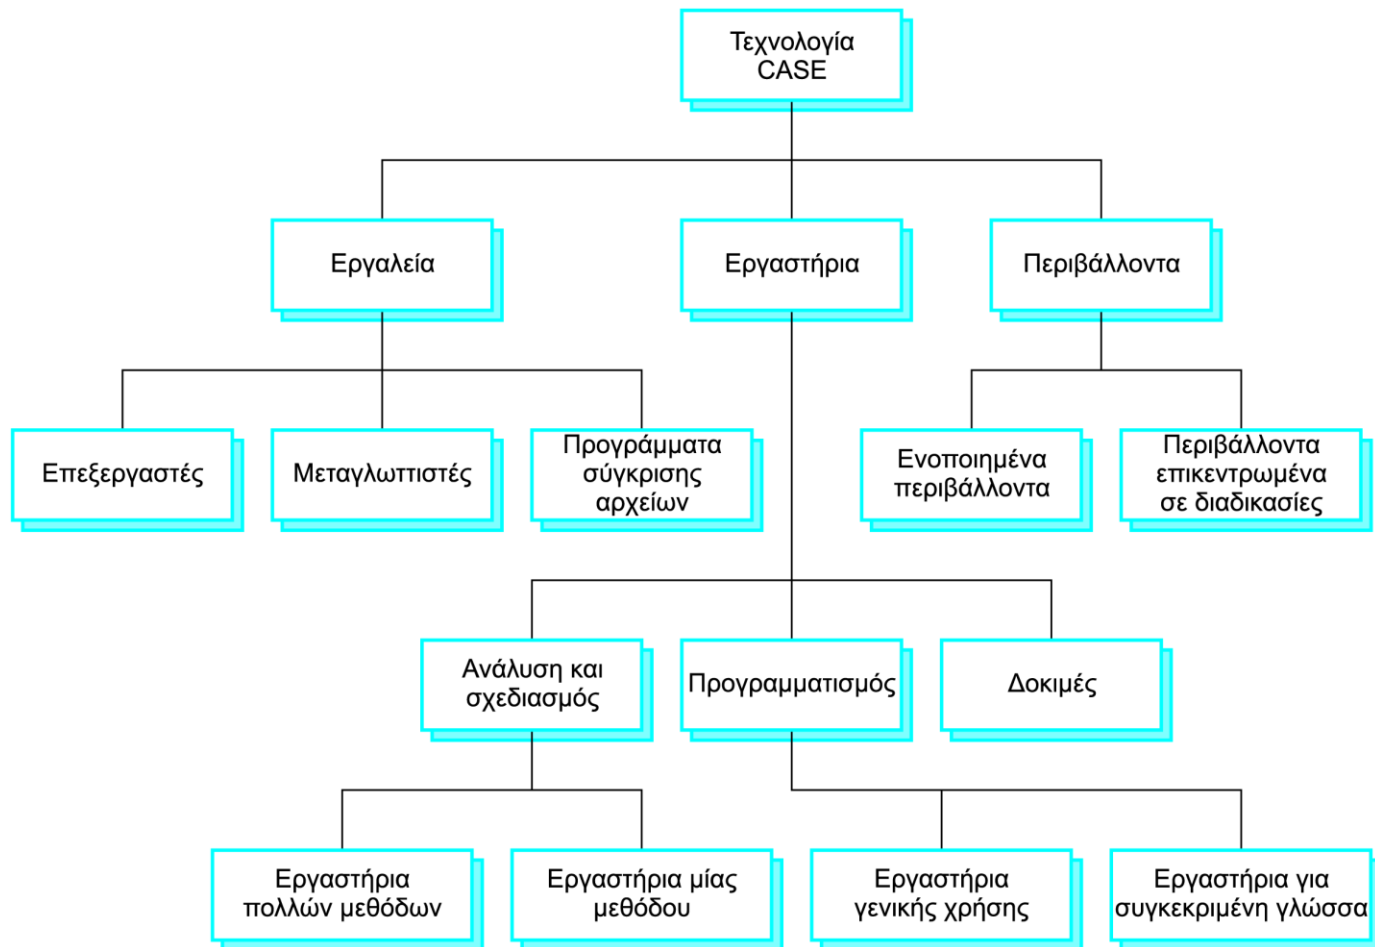 Τεχνολογία
CASE
Εργαλεία
Εργαστήρια
Περιβάλλοντα
Επεξεργαστές
Μεταγλωττιστές
Προγράμματα
σύγκρισης
αρχείων
Ενοποιημένα
περιβάλλοντα
Περιβάλλοντα
επικεντρωμένα
σε διαδικασίες
Ανάλυση και
σχεδιασμός
Προγραμματισμός
Δοκιμές
Εργαστήρια
πολλών μεθόδων
Εργαστήρια μίας
μεθόδου
Εργαστήρια
γενικής χρήσης
Εργαστήρια για
συγκεκριμένη γλώσσα